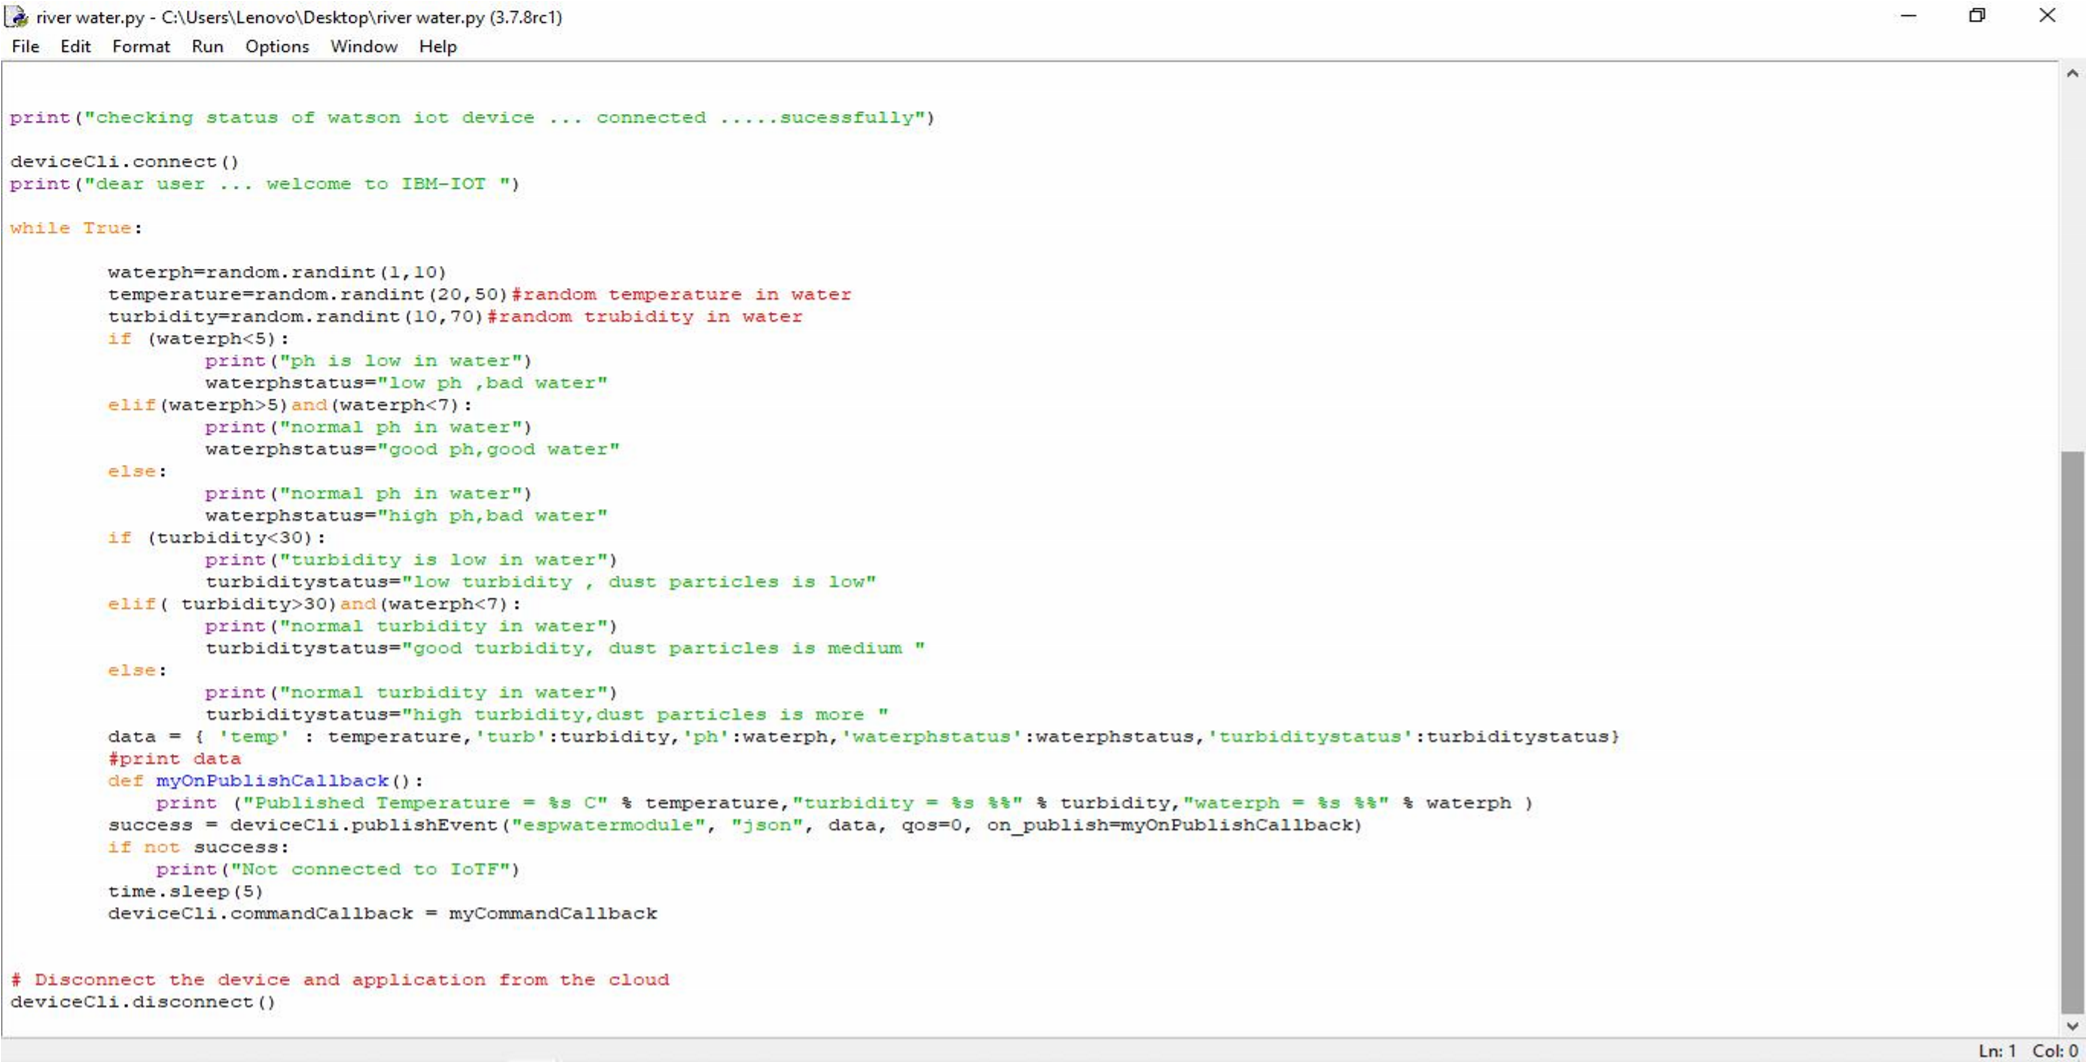 river water.py - C:\Users\Lenovo\Desktop\river water.py (3.7.8rc1)
File Edit Format Run Options Window Help
print("checking status of watson iot device ... connected .....sucessfully")
deviceCli.connect()
print("dear user ... welcome to IBM-IOT ")
while True:
waterph=random.randint(1,10)
temperature=random.randint(20,50)#random temperature in water
turbidity=random.randint(10,70)#random trubidity in water
if (waterph<5):
print("ph is low in water")
waterphstatus="low ph ,bad water"
elif(waterph>5)and(waterph<7):
print("normal ph in water")
waterphstatus="good ph,good water"
else:
print("normal ph in water")
waterphstatus="high ph,bad water"
if (turbidity<30):
print("turbidity is low in water")
turbiditystatus="low turbidity , dust particles is low"
elif( turbidity>30)and(waterph<7):
print("normal turbidity in water")
turbiditystatus="good turbidity, dust particles is medium "
else:
print("normal turbidity in water")
turbiditystatus="high turbidity,dust particles is more "
data = { 'temp' : temperature,'turb':turbidity,'ph':waterph,'waterphstatus':waterphstatus,'turbiditystatus':turbiditystatus}
#print data
def myOnPublishCallback():
print ("Published Temperature = %s C" % temperature,"turbidity = %s %%" % turbidity,"waterph = %s %%" % waterph )
success = deviceCli.publishEvent("espwatermodule", "json", data, qos=0, on_publish=myOnPublishCallback)
if not success:
print("Not connected to IoTF")
time.sleep(5)
deviceCli.commandCallback = myCommandCallback
# Disconnect the device and application from the cloud
deviceCli.disconnect()
Ln: 1 Col: 0